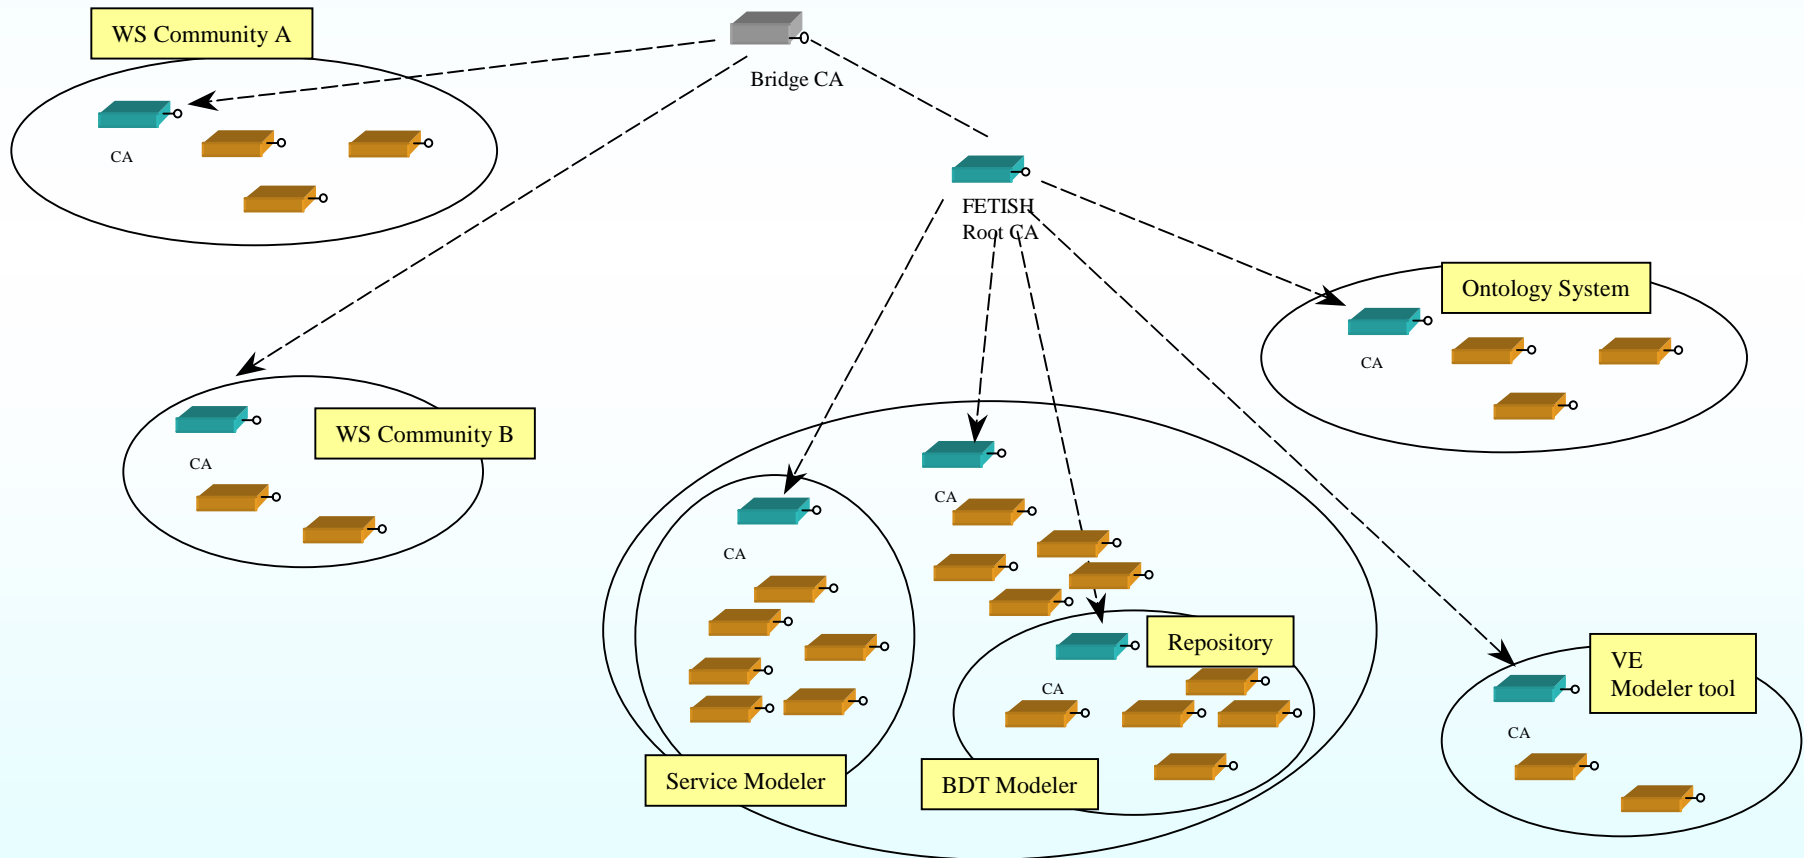 WS Community A
Bridge CA
CA
FETISH
Root CA
Ontology System
CA
WS Community B
CA
CA
CA
Repository
CA
VE
Modeler tool
CA
Service Modeler
BDT Modeler